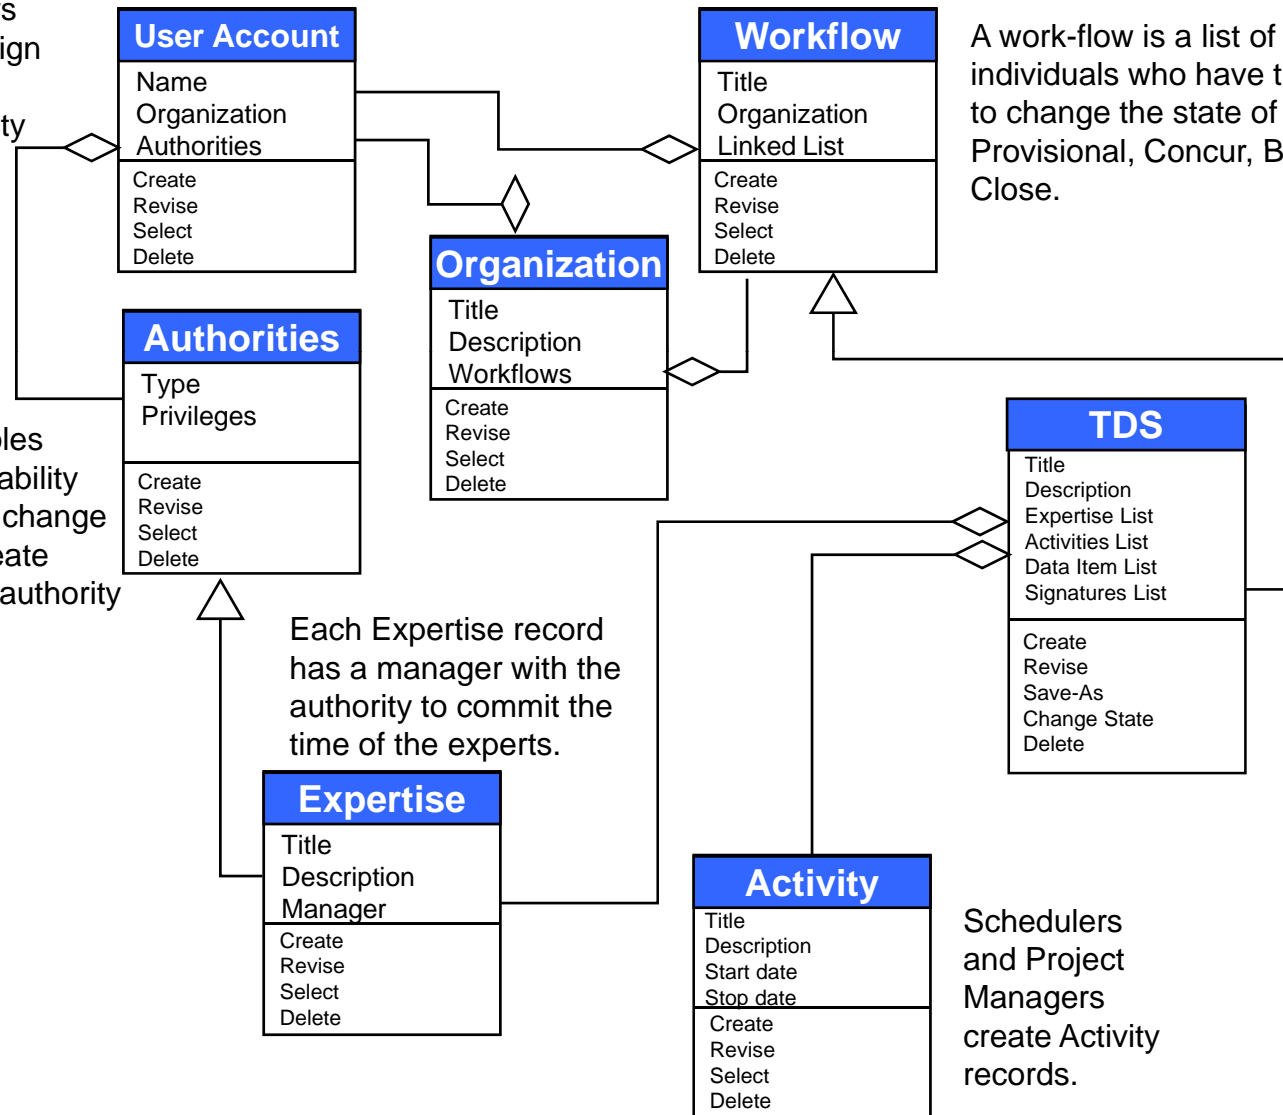 rs
ign
ty
User Account
Name
Organization
Authorities
Create
Revise
Select
Delete
Workflow
Title
Organization
Linked List
Create
Revise
Select
Delete
A work-flow is a list of
individuals who have t
to change the state of
Provisional, Concur, B
Close.
Organization
Title
Description
Workflows
Create
Revise
Select
Delete
Authorities
Type
Privileges
Create
Revise
Select
Delete
oles
ability
change
eate
authority
TDS
Title
Description
Expertise List
Activities List
Data Item List
Signatures List
Create
Revise
Save-As
Change State
Delete
Each Expertise record
has a manager with the
authority to commit the
time of the experts.
Expertise
Title
Description
Manager
Create
Revise
Select
Delete
Activity
Title
Description
Start date
Stop date
Create
Revise
Select
Delete
Schedulers
and Project
Managers
create Activity
records.